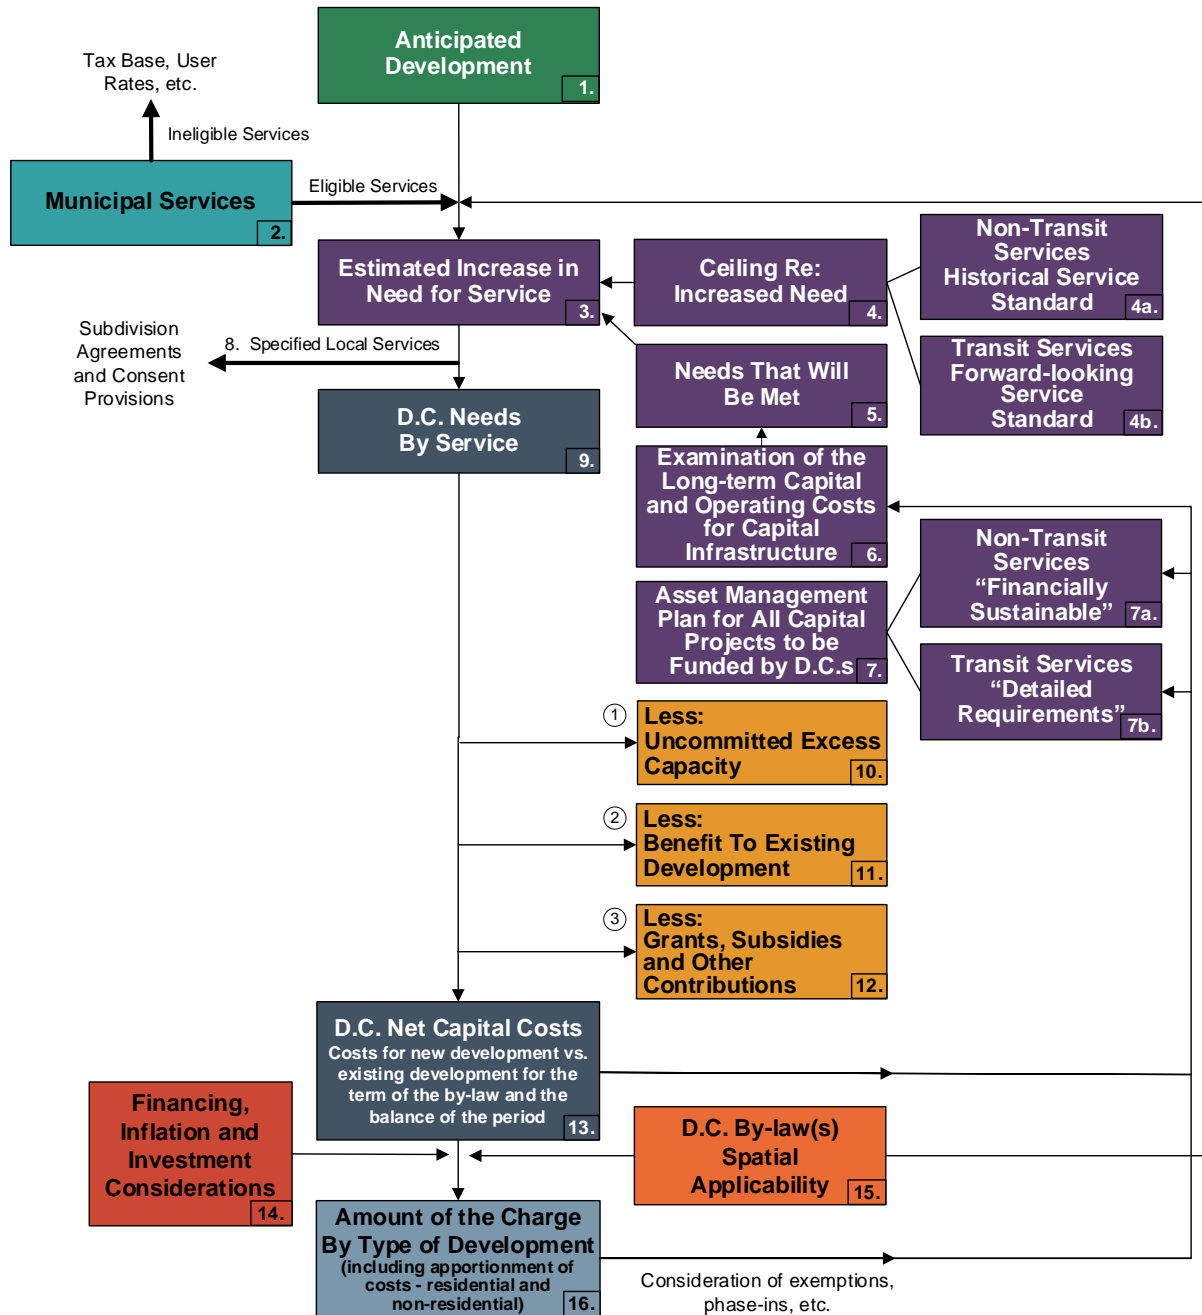 Anticipated
Development
1.
Tax Base, User
Rates, etc.
Ineligible Services
Municipal Services
2.
Eligible Services
Estimated Increase in
Need for Service
3.
Ceiling Re:
Increased Need
4.
Non-Transit
Services
Historical Service
Standard
4a.
Transit Services
Forward-looking
Service
Standard
4b.
Subdivision
Agreements
and Consent
Provisions
8. Specified Local Services
Needs That Will
Be Met
5.
D.C. Needs
By Service
9.
Examination of the
Long-term Capital
and Operating Costs
for Capital
Infrastructure
6.
Non-Transit
Services
“Financially
Sustainable”
7a.
Asset Management
Plan for All Capital
Projects to be
Funded by D.C.s
7.
Transit Services
“Detailed
Requirements”
7b.
1
Less:
Uncommitted Excess
Capacity
10.
2
Less:
Benefit To Existing
Development
11.
3
Less:
Grants, Subsidies
and Other
Contributions
12.
D.C. Net Capital Costs
Costs for new development vs.
existing development for the
term of the by-law and the
balance of the period
13.
Financing,
Inflation and
Investment
Considerations
14.
D.C. By-law(s)
Spatial
Applicability
15.
Amount of the Charge
By Type of Development
(including apportionment of
costs - residential and
non-residential)
16.
Consideration of exemptions,
phase-ins, etc.